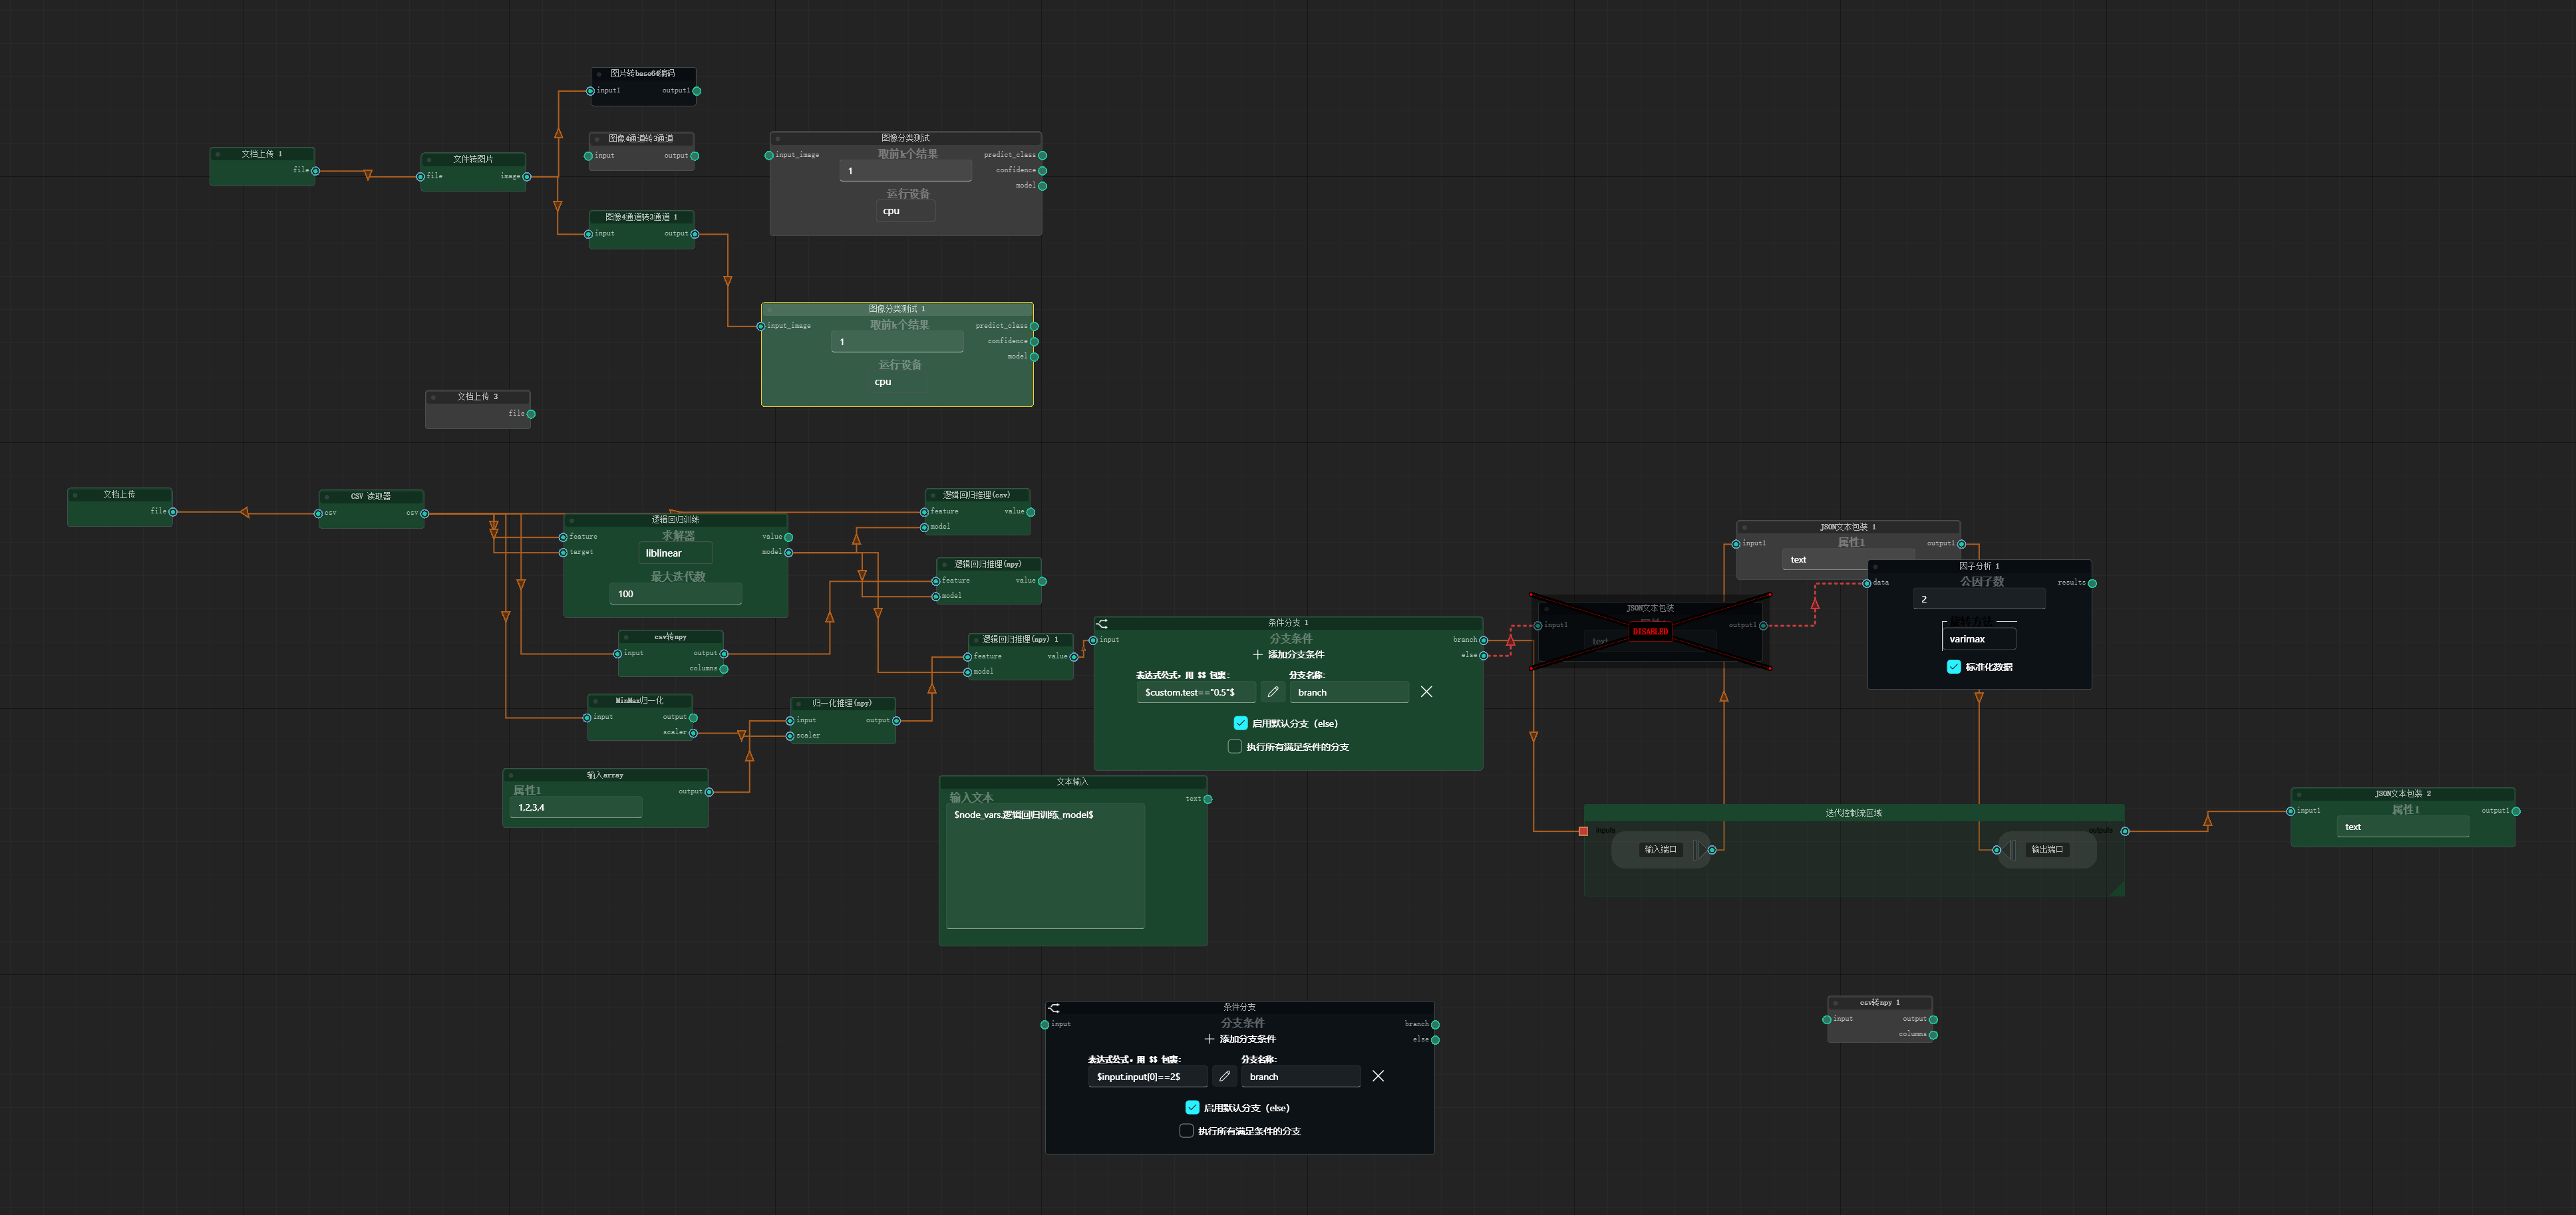 图片转base64编码
input1 output1
图像4通道转3通道
input output
文档上传 1
file
文件转图片
file image
图像4通道转3通道 1
input output
图像分类测试
input_image 取前k个结果 predict_class
1
confidence
model
运行设备
cpu
图像分类测试 1
input_image 取前k个结果 predict_class
1
confidence
model
运行设备
cpu
文档上传 3
file
文档上传
file
CSV 读取器
csv csv
逻辑回归训练
feature 求解器 value
target liblinear model
最大迭代数
100
逻辑回归推理(csv)
feature value
model
逻辑回归推理(npy)
feature value
model
csv转npy
input output
columns
逻辑回归推理(npy) 1
feature value
model
MinMax归一化
input output
scaler
归一化推理(npy)
input output
scaler
输入array
属性1 output
1,2,3,4
条件分支 1
input 分支条件 branch
else
添加分支条件
表达式公式，用 $$ 包裹: 分支名称:
$custom.test=="0.5"$ branch
启用默认分支（else）
执行所有满足条件的分支
文本输入
输入文本 text
$node_vars.逻辑回归训练_model$
JSON文本包装
input1 output1
text
DISABLED
JSON文本包装 1
input1 属性1 output1
text
因子分析 1
data 公因子数 results
2
旋转方法
varimax
标准化数据
迭代控制流区域
inputs outputs
输入端口 输出端口
JSON文本包装 2
input1 属性1 output1
text
条件分支
input 分支条件 branch
else
添加分支条件
表达式公式，用 $$ 包裹: 分支名称:
$input.input[0]==2$ branch
启用默认分支（else）
执行所有满足条件的分支
csv转npy 1
input output
columns